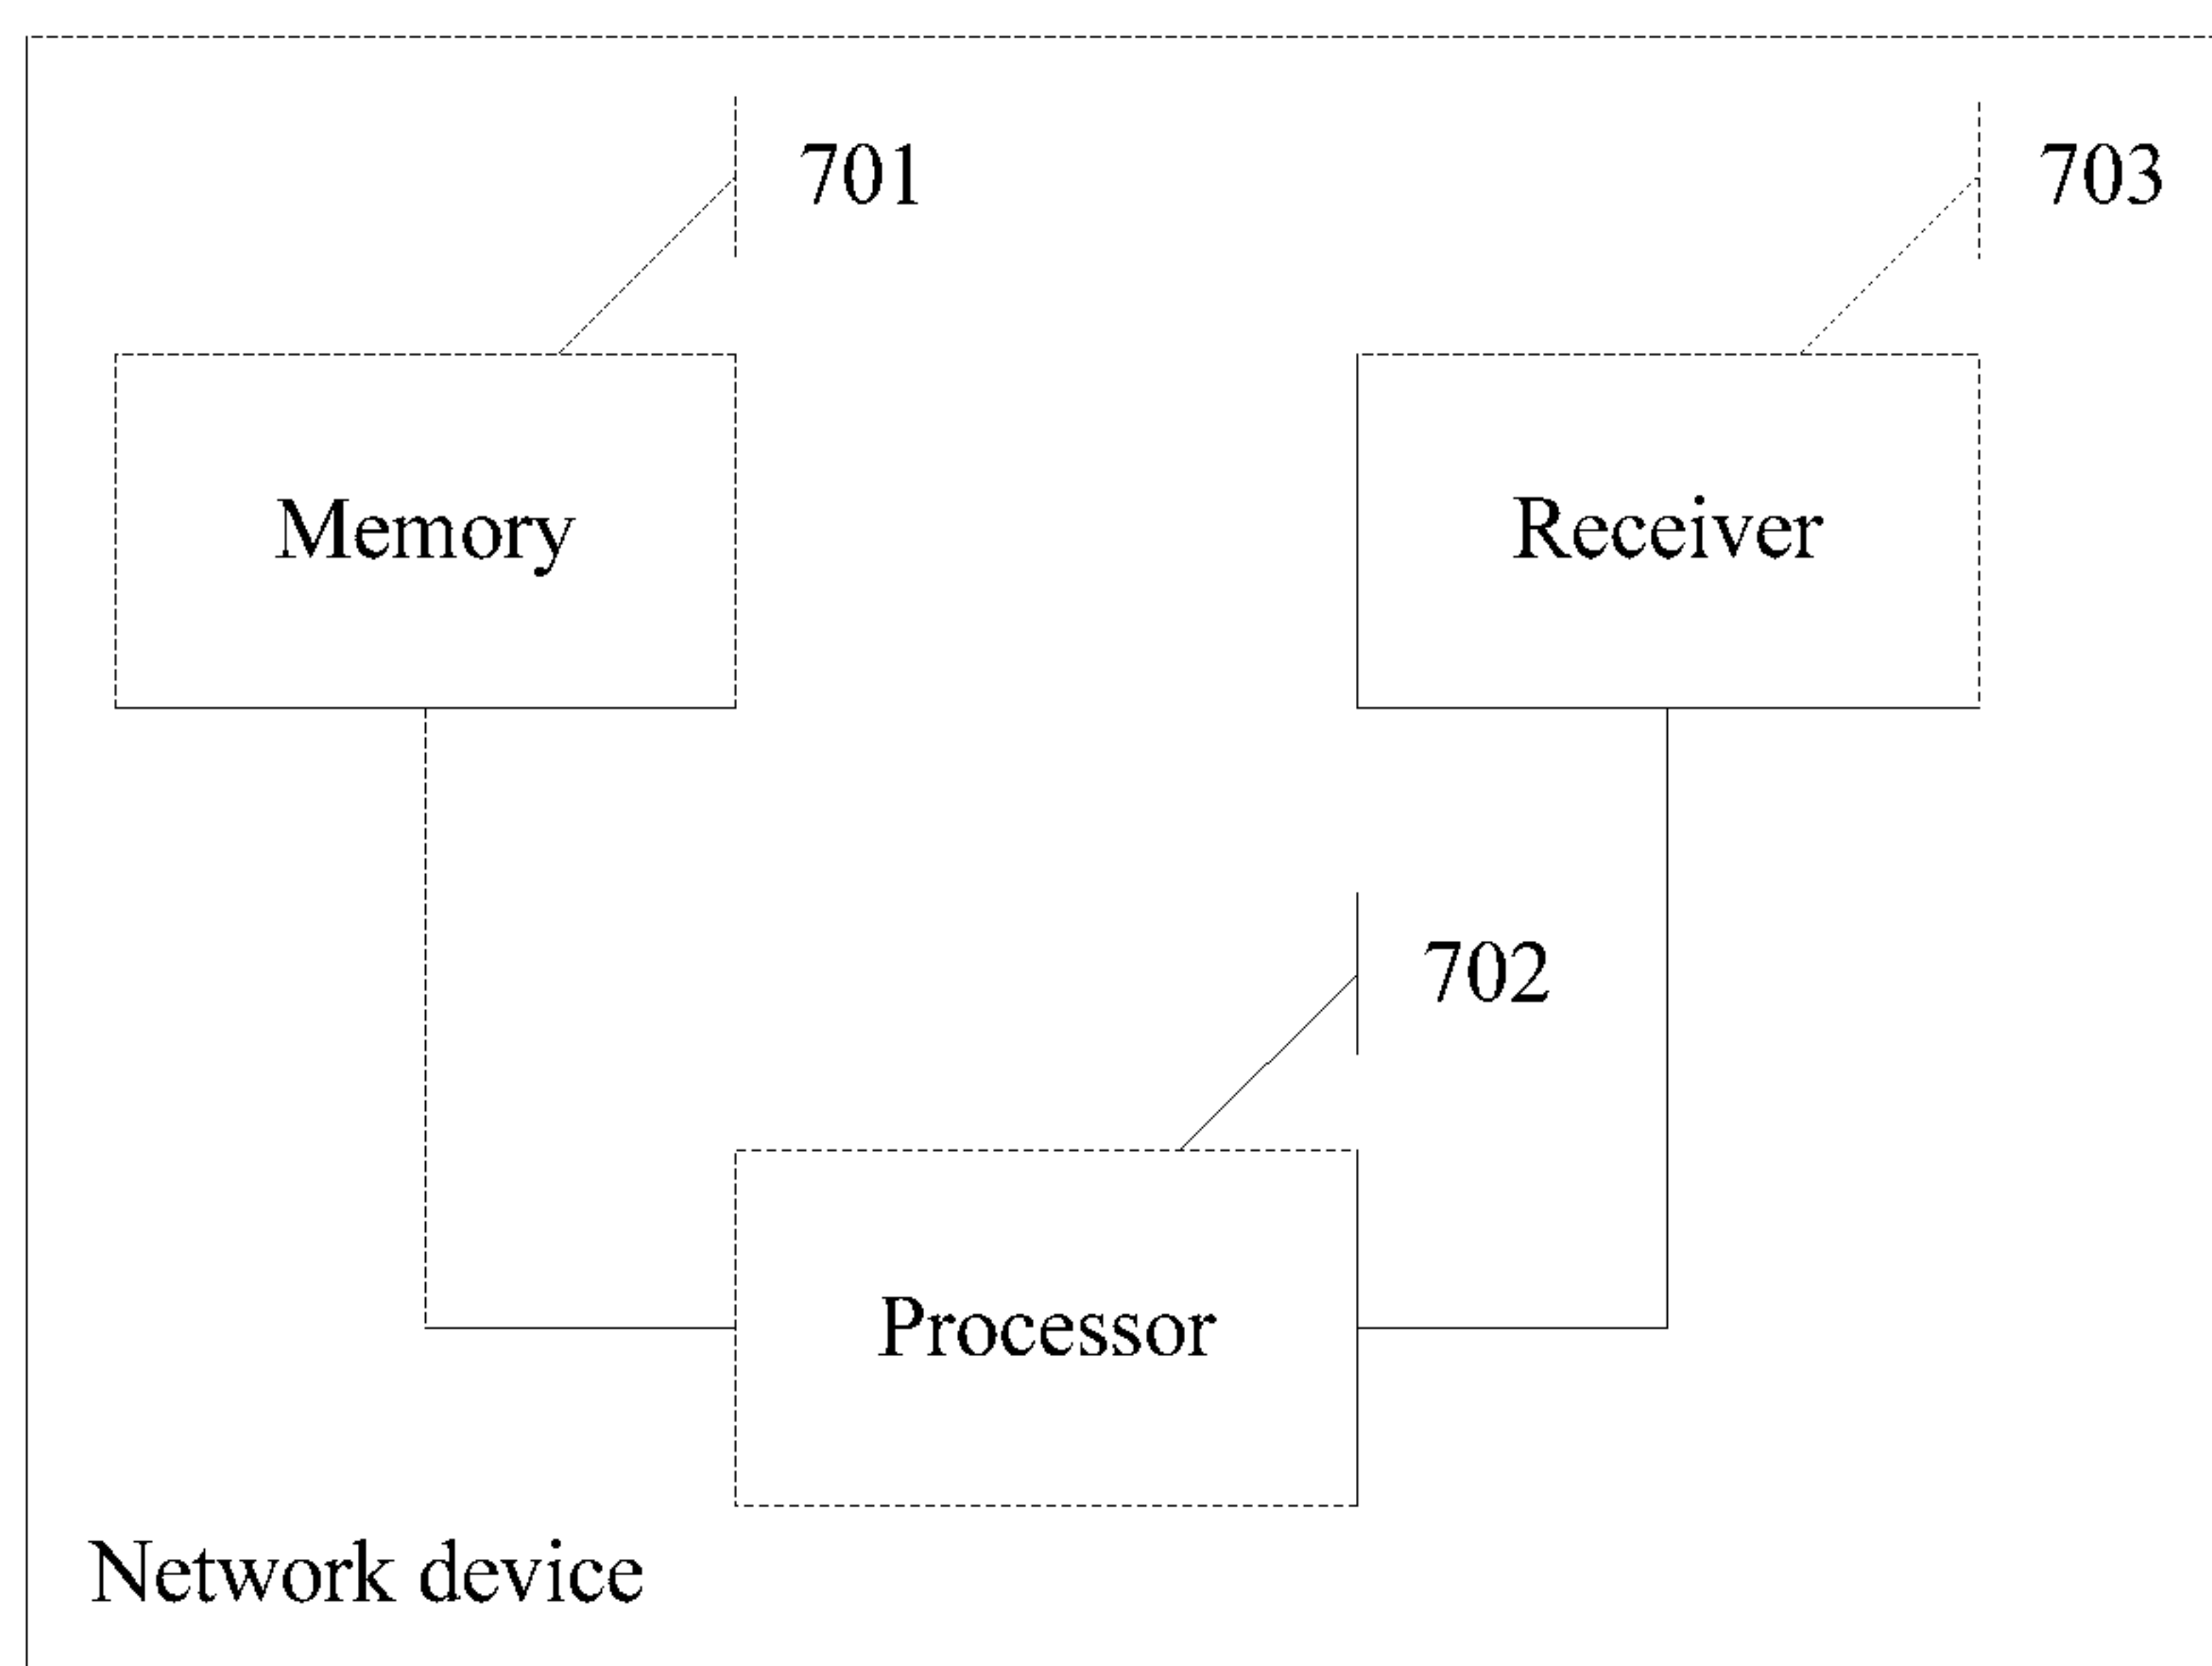 701
703
Memory
Receiver
702
Processor
Network device